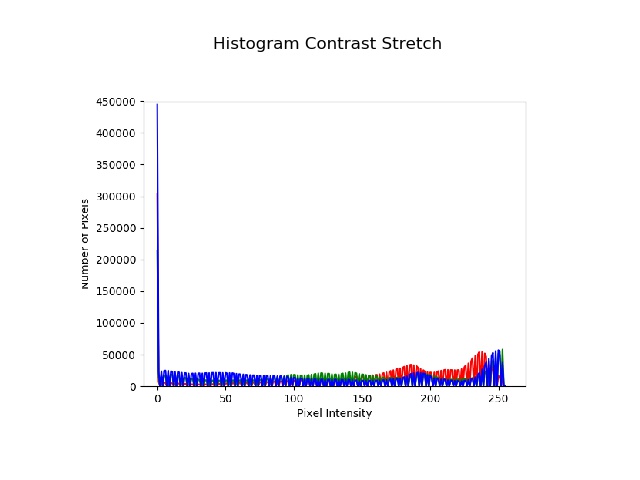 Histogram Contrast Stretch
450000
400000
350000
300000
250000
200000
150000
100000
50000
0
Number of Pixels
0 50 100 150 200 250
Pixel Intensity